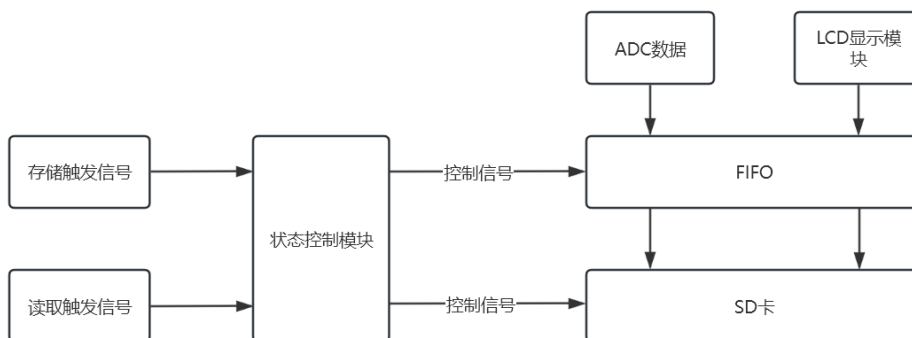 ADC数据
LCD显示模
块
存储触发信号
控制信号
FIFO
状态控制模块
读取触发信号
控制信号
SD卡